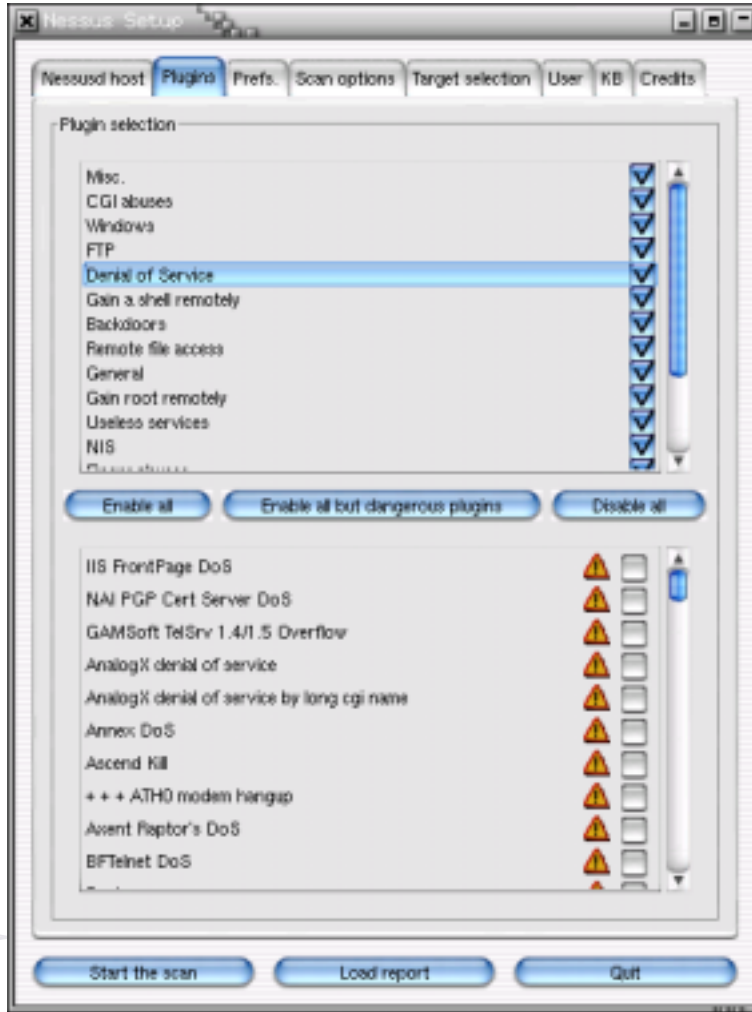 Nessus Setup
Nessusd host Plugins Prefs. Scan options Target selection User KB Credits
Plugin selection
Misc.
CGI abuses
Windows
FTP
Denial of Service
Gain a shell remotely
Backdoors
Remote file access
General
Gain root remotely
Useless services
NIS
Enable all Enable all but dangerous plugins Disable all
IIS FrontPage DoS
NAI PGP Cert Server DoS
GAMSoft TelSrv 1.4/1.5 Overflow
AnalogX denial of service
AnalogX denial of service by long cgi name
Annex DoS
Ascend Kill
+ + + ATH0 modem hangup
Axent Raptor's DoS
BFTelnet DoS
Start the scan Load report Quit